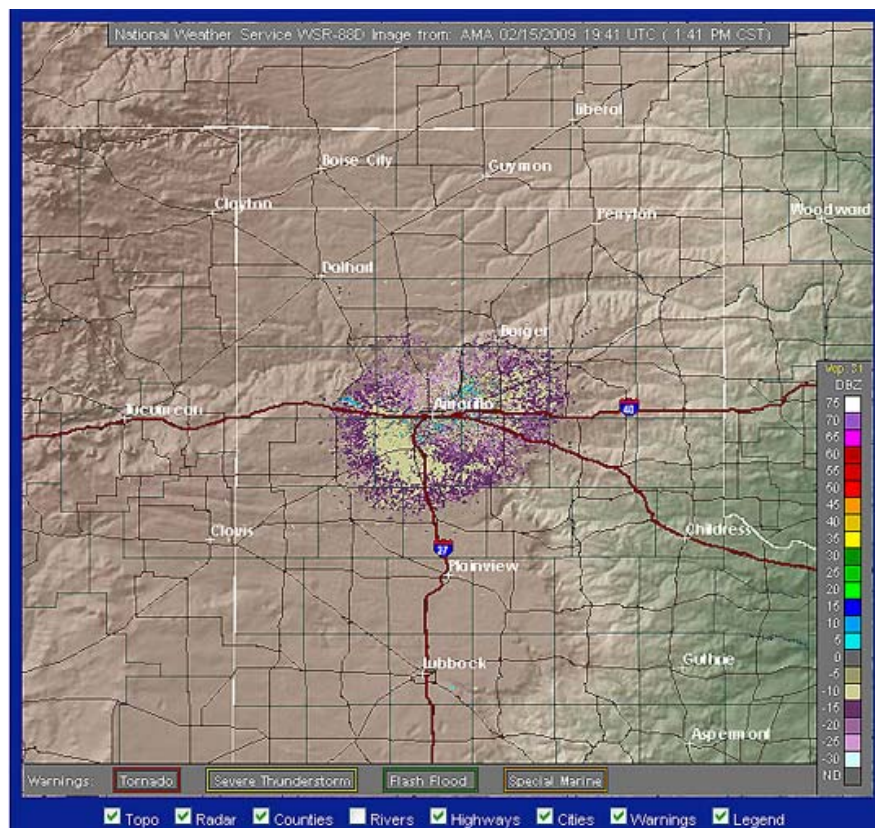 National Weather Service WSR-88D Image from: AMA 02/15/2009 19:41 UTC ( 1:41 PM CST)
Liberal
Boise City
Guymon
Clayton
Perryton
Woodward
Dalhart
Borger
Vcp: 31
DBZ
75
70
65
60
55
50
45
40
35
30
25
20
15
10
5
0
-5
-10
-15
-20
-25
-30
ND
Tucumcari
Amarillo
40
Clovis
Childress
27
Plainview
Lubbock
Guthrie
Aspermont
Warnings: Tornado Severe Thunderstorm Flash Flood Special Marine
Topo Radar Counties Rivers Highways Cities Warnings Legend